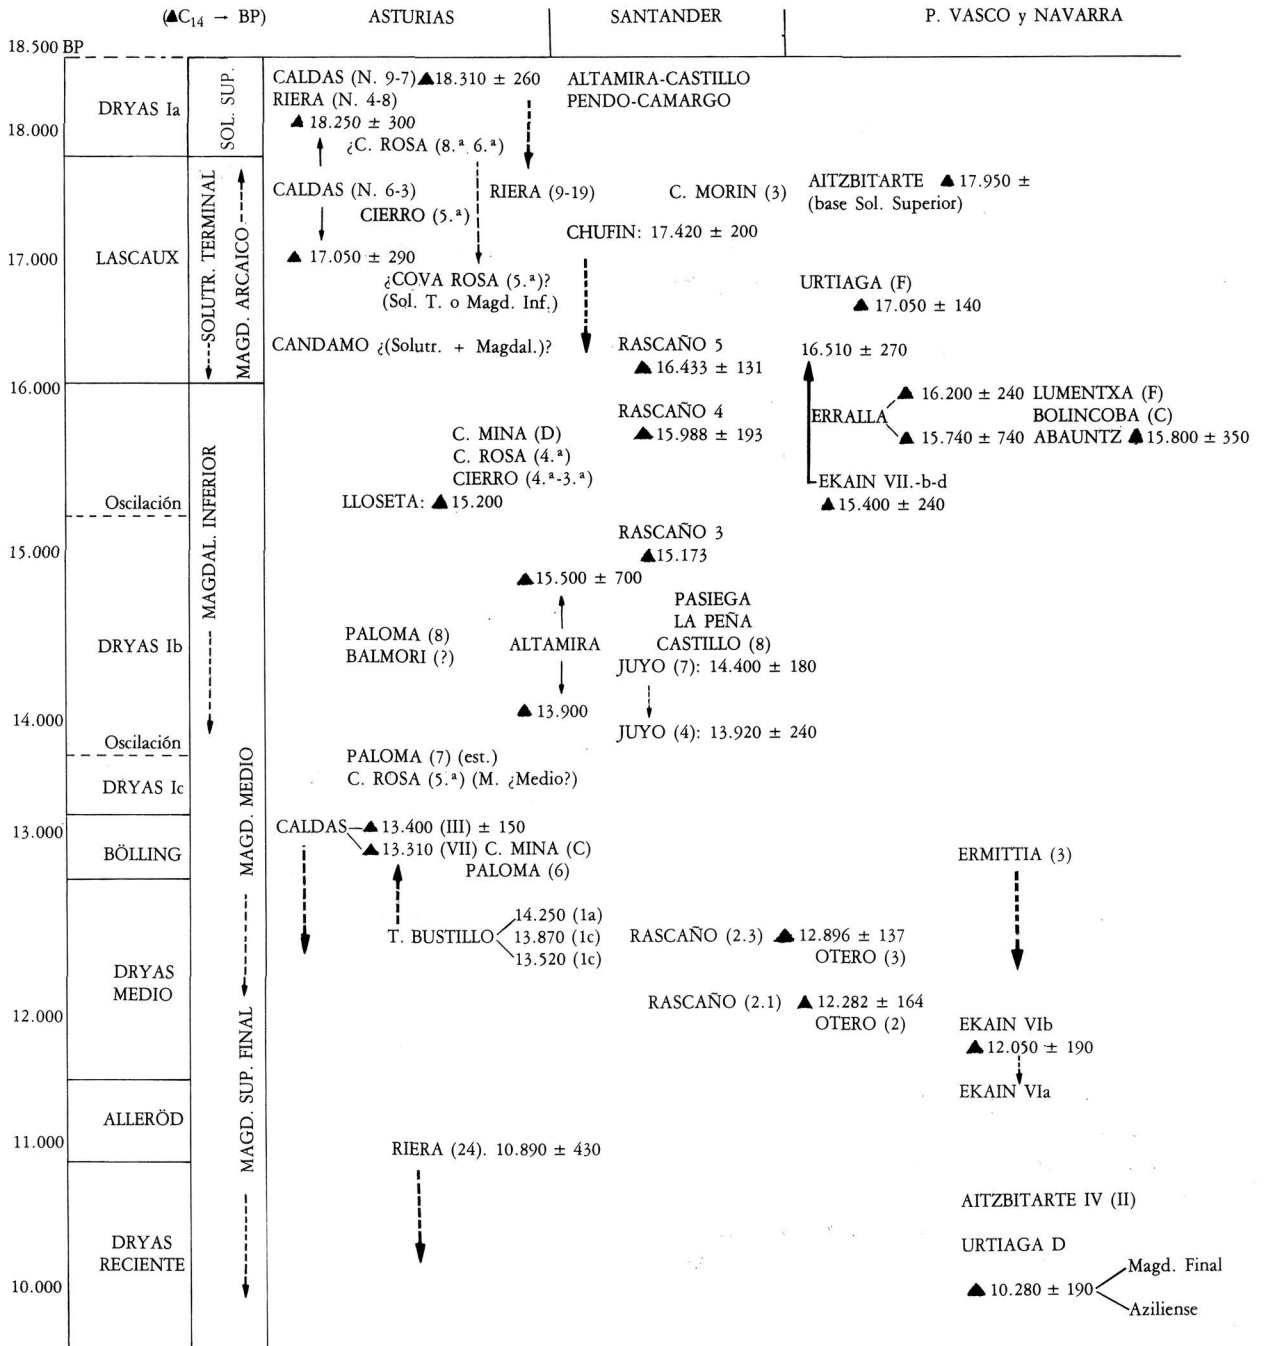 (▲C₁₄ → BP) ASTURIAS SANTANDER P. VASCO y NAVARRA
18.500 BP
DRYAS Ia
18.000
LASCAUX
17.000
16.000
Oscilación
15.000
DRYAS Ib
14.000
Oscilación
DRYAS Ic
13.000
BÖLLING
DRYAS
MEDIO
12.000
ALLERÖD
11.000
DRYAS
RECIENTE
10.000
SOL. SUP.
SOLUTR. TERMINAL
MAGD. ARCAICO
MAGDAL. INFERIOR
MAGD. MEDIO
MAGD. SUP. FINAL
CALDAS (N. 9-7) ▲18.310 ± 260
RIERA (N. 4-8)
▲ 18.250 ± 300
¿C. ROSA (8.ª 6.ª)
CALDAS (N. 6-3)
RIERA (9-19)
CIERRO (5.ª)
▲ 17.050 ± 290
¿COVA ROSA (5.ª)?
(Sol. T. o Magd. Inf.)
CANDAMO ¿(Solutr. + Magdal.)?
C. MINA (D)
C. ROSA (4.ª)
CIERRO (4.ª-3.ª)
LLOSETA: ▲ 15.200
▲15.500 ± 700
PALOMA (8)
BALMORI (?)
ALTAMIRA
▲ 13.900
PALOMA (7) (est.)
C. ROSA (5.ª) (M. ¿Medio?)
CALDAS ▲ 13.400 (III) ± 150
▲ 13.310 (VII) C. MINA (C)
PALOMA (6)
14.250 (1a)
T. BUSTILLO 13.870 (1c)
13.520 (1c)
RIERA (24). 10.890 ± 430
ALTAMIRA-CASTILLO
PENDO-CAMARGO
C. MORIN (3)
CHUFIN: 17.420 ± 200
RASCAÑO 5
▲ 16.433 ± 131
RASCAÑO 4
▲ 15.988 ± 193
RASCAÑO 3
▲15.173
PASIEGA
LA PEÑA
CASTILLO (8)
JUYO (7): 14.400 ± 180
JUYO (4): 13.920 ± 240
RASCAÑO (2.3) ▲ 12.896 ± 137
OTERO (3)
RASCAÑO (2.1) ▲ 12.282 ± 164
OTERO (2)
AITZBITARTE ▲ 17.950 ±
(base Sol. Superior)
URTIAGA (F)
▲ 17.050 ± 140
16.510 ± 270
▲ 16.200 ± 240 LUMENTXA (F)
ERRALLA BOLINCOBA (C)
▲ 15.740 ± 740 ABAUNTZ ▲ 15.800 ± 350
EKAIN VII.-b-d
▲ 15.400 ± 240
ERMITTIA (3)
EKAIN VIb
▲ 12.050 ± 190
EKAIN VIa
AITZBITARTE IV (II)
URTIAGA D
Magd. Final
▲ 10.280 ± 190
Aziliense